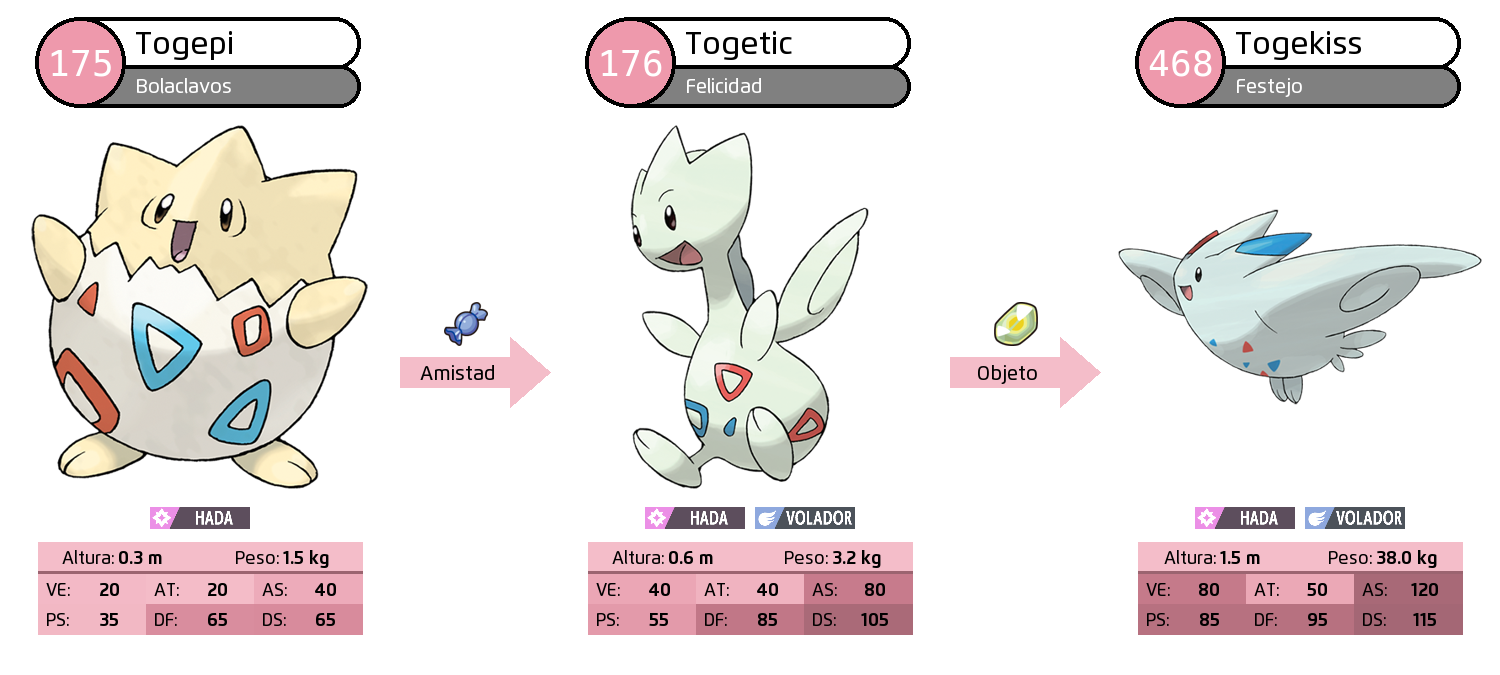 175
Togepi
Bolaclavos
176
Togetic
Felicidad
468
Togekiss
Festejo
Amistad
Objeto
HADA
HADA VOLADOR
HADA VOLADOR
Altura: 0.3 m Peso: 1.5 kg
VE: 20 AT: 20 AS: 40
PS: 35 DF: 65 DS: 65
Altura: 0.6 m Peso: 3.2 kg
VE: 40 AT: 40 AS: 80
PS: 55 DF: 85 DS: 105
Altura: 1.5 m Peso: 38.0 kg
VE: 80 AT: 50 AS: 120
PS: 85 DF: 95 DS: 115